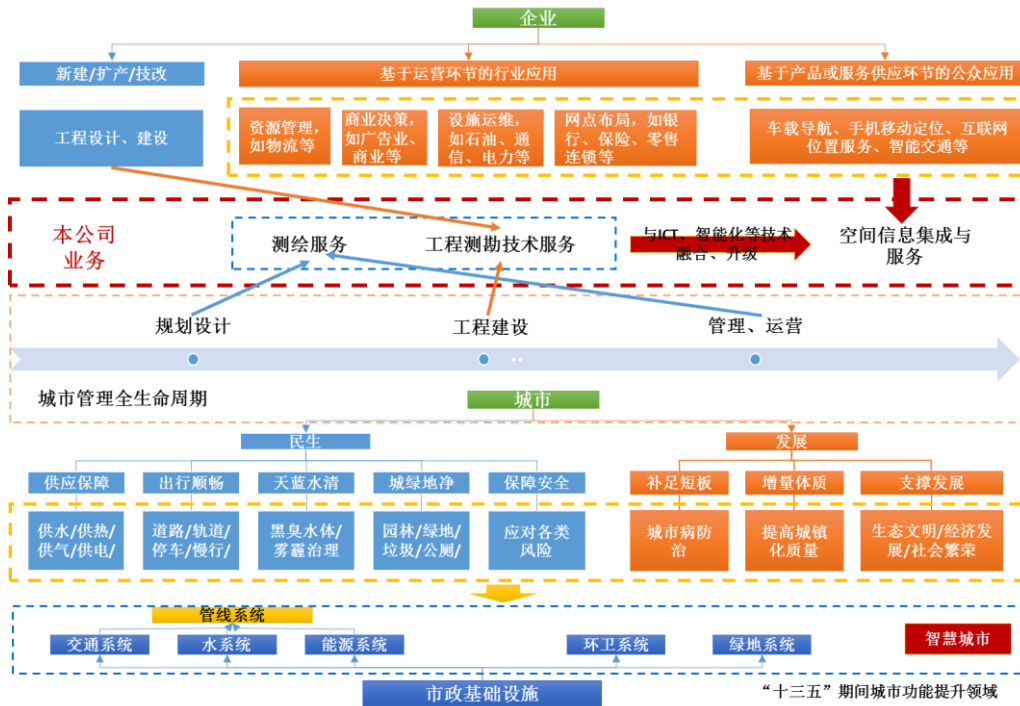 企业
新建/扩产/技改
基于运营环节的行业应用
基于产品或服务供应环节的公众应用
工程设计、建设
资源管理,
如物流等
商业决策,
如广告业、
商业等
设施运维,
如石油、通
信、电力等
网点布局,如银
行、保险、零售
连锁等
车载导航、手机移动定位、互联网
位置服务、智能交通等
本公司
业务
测绘服务
工程测勘技术服务
与ICT、智能化等技术
融合、升级
空间信息集成与
服务
规划设计
工程建设
管理、运营
城市管理全生命周期
城市
民生
发展
供应保障
出行顺畅
天蓝水清
城绿地净
保障安全
补足短板
增量体质
支撑发展
供水/供热/
供气/供电/
道路/轨道/
停车/慢行/
黑臭水体/
雾霾治理
园林/绿地/
垃圾/公厕/
应对各类
风险
城市病防
治
提高城镇
化质量
生态文明/经济发
展/社会繁荣
管线系统
交通系统
水系统
能源系统
环卫系统
绿地系统
智慧城市
市政基础设施
“十三五”期间城市功能提升领域